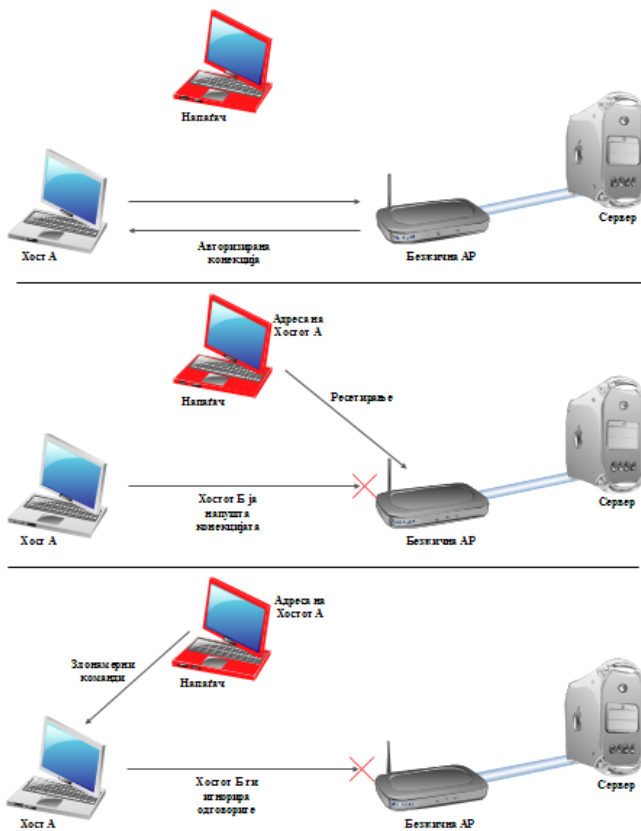 Напаѓач
Сервер
Хост А
Авторизирана
конекција
Безжична АР
Адреса на
Хостот А
Напаѓач
Ресетирање
Сервер
Хост А
Хостот Б ја
напушта
конекцијата
Безжична АР
Адреса на
Хостот А
Злонамерни
команди
Напаѓач
Сервер
Хост А
Хостот Б ги
игнорира
одговорите
Безжична АР